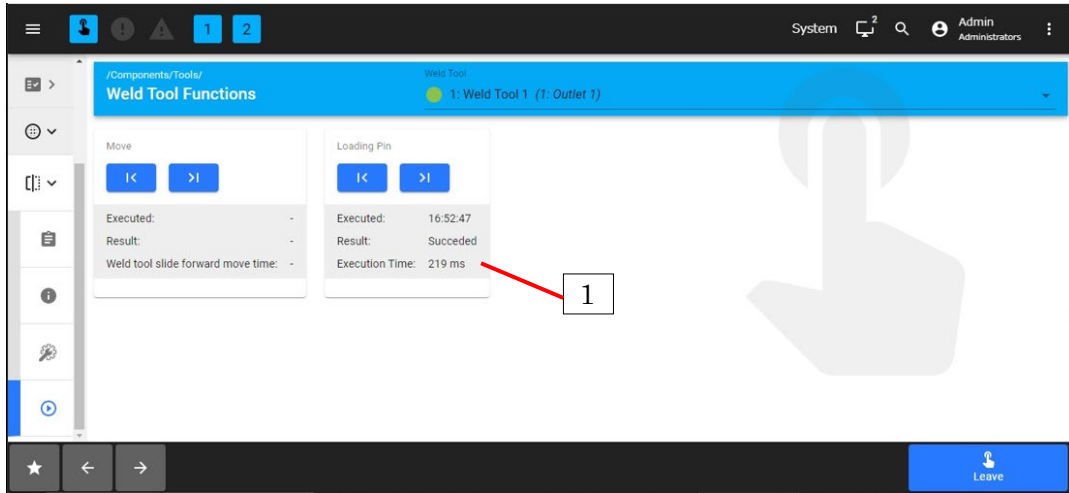 1 2 System 2 Admin
Administrators
/Components/Tools/ Weld Tool
Weld Tool Functions 1: Weld Tool 1 (1: Outlet 1)
Move Loading Pin
Executed: - Executed: 16:52:47
Result: - Result: Succeded
Weld tool slide forward move time: - Execution Time: 219 ms
1
Leave